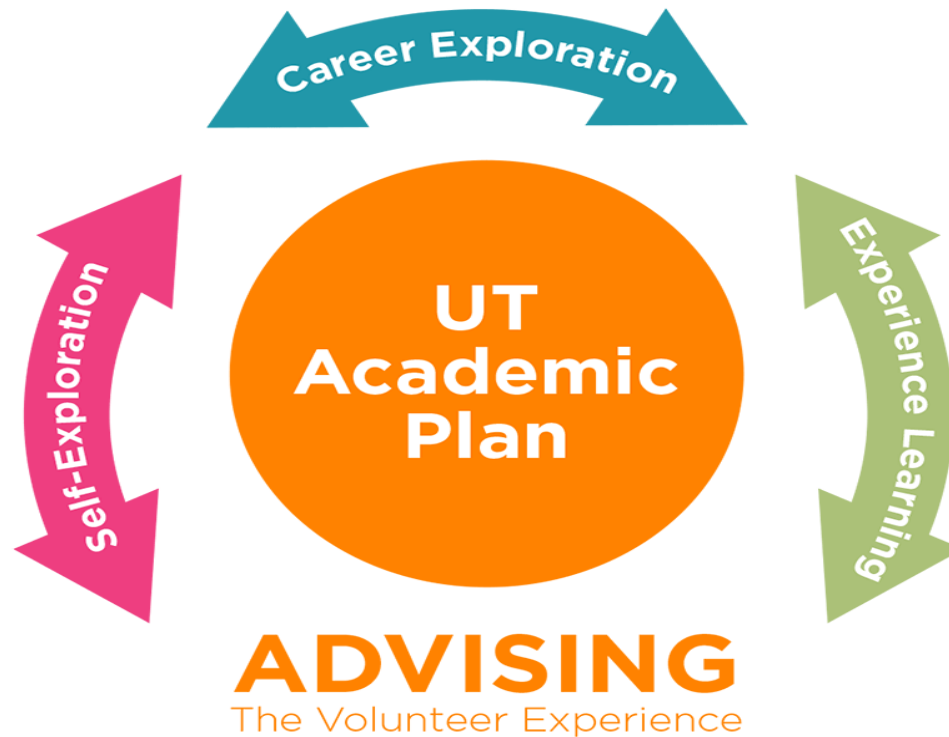 Career Exploration
Self-Exploration
UT
Academic
Plan
Experience Learning
ADVISING
The Volunteer Experience